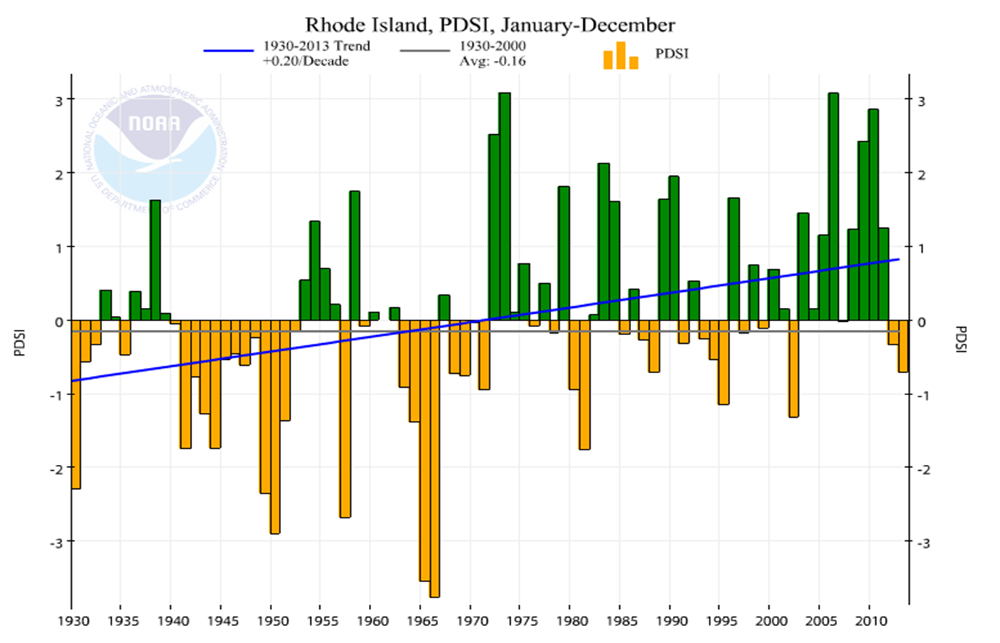 Rhode Island, PDSI, January-December
1930-2013 Trend
+0.20/Decade
1930-2000
Avg: -0.16
PDSI
NATIONAL OCEANIC AND ATMOSPHERIC ADMINISTRATION
NOAA
U.S. DEPARTMENT OF COMMERCE
PDSI
3
2
1
0
-1
-2
-3
3
2
1
0
-1
-2
-3
PDSI
1930 1935 1940 1945 1950 1955 1960 1965 1970 1975 1980 1985 1990 1995 2000 2005 2010